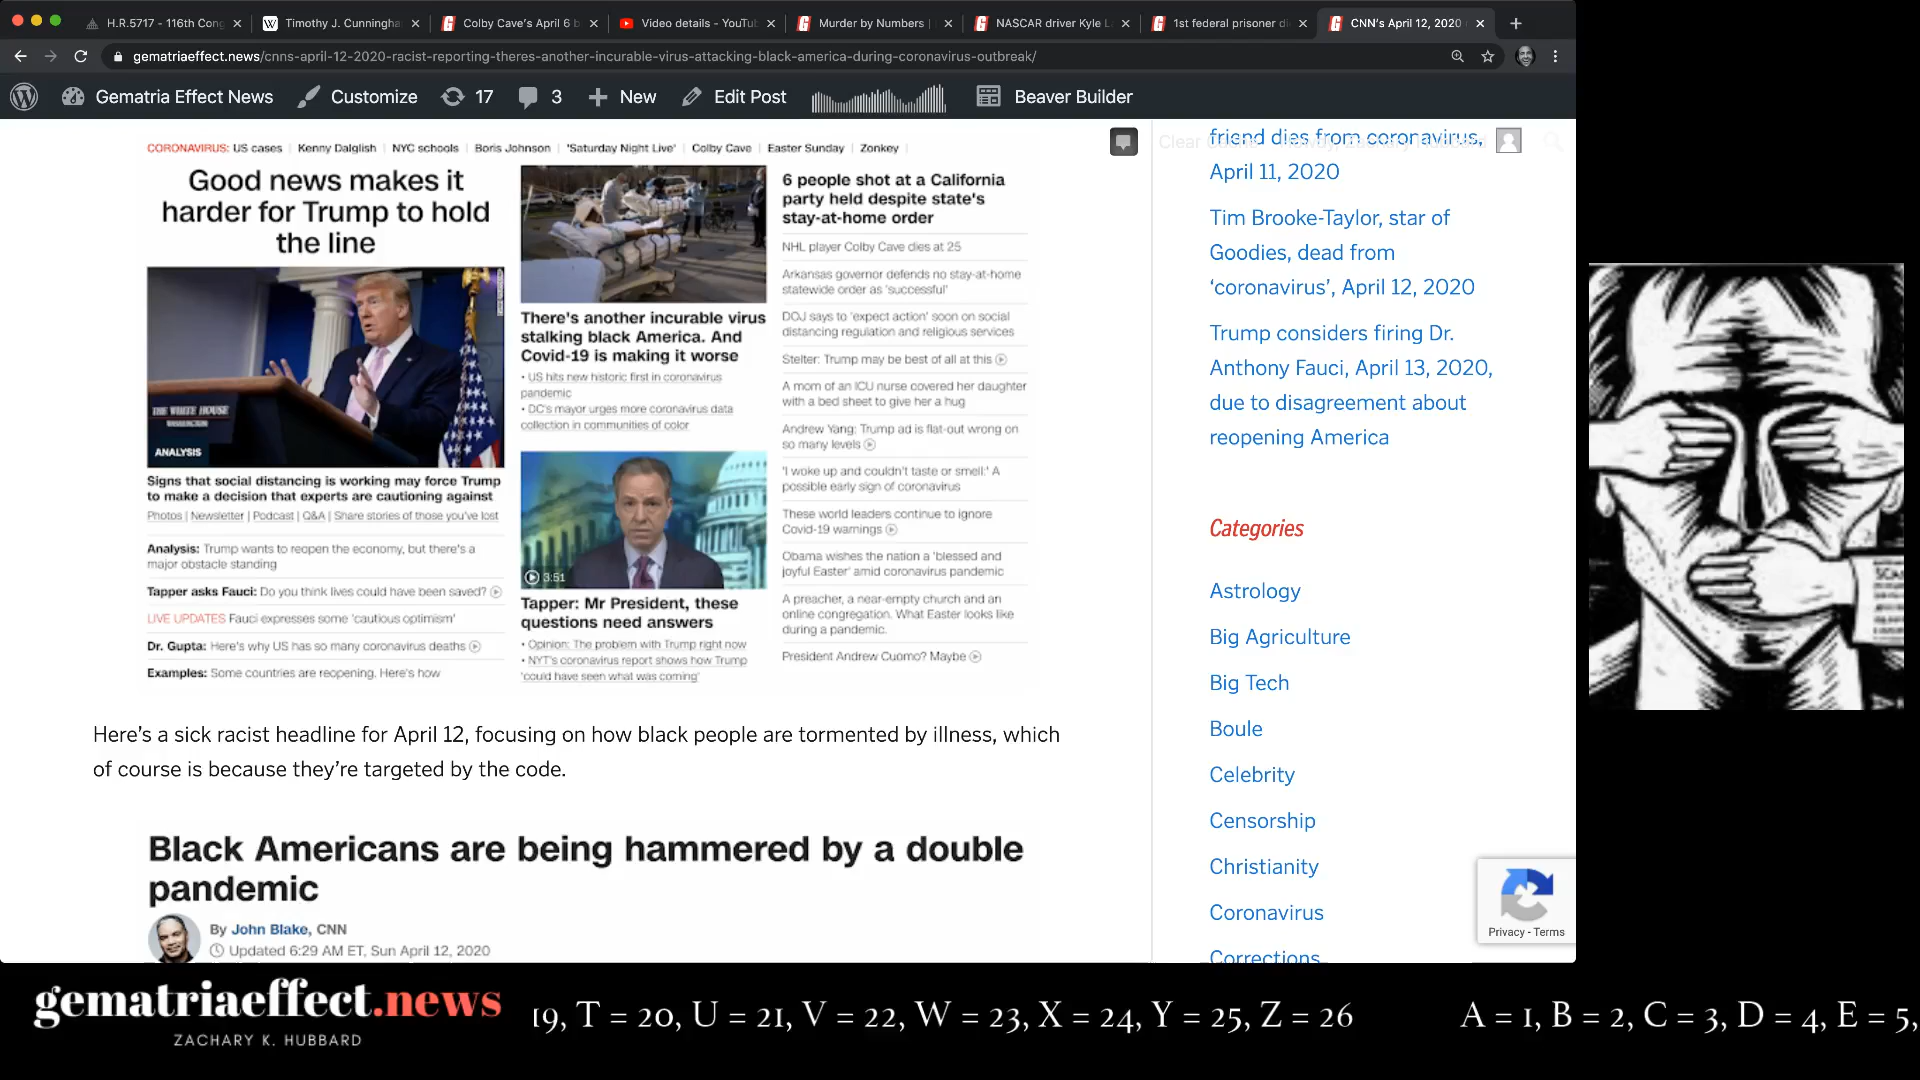 H.R.5717 - 116th Con
Timothy J. Cunningha
Colby Cave's April 6 b
Video details - YouTu
Murder by Numbers |
NASCAR driver Kyle L
1st federal prisoner di
CNN's April 12, 2020
gematriaeffect.news/cnns-april-12-2020-racist-reporting-theres-another-incurable-virus-attacking-black-america-during-coronavirus-outbreak/
Gematria Effect News
Customize
17
3
New
Edit Post
Beaver Builder
CORONAVIRUS: US cases | Kenny Dalglish | NYC schools | Boris Johnson | 'Saturday Night Live' | Colby Cave | Easter Sunday | Zonkey |
Good news makes it
harder for Trump to hold
the line
THE WHITE HOUSE
WASHINGTON
ANALYSIS
Signs that social distancing is working may force Trump
to make a decision that experts are cautioning against
Photos | Newsletter | Podcast | Q&A | Share stories of those you've lost
Analysis: Trump wants to reopen the economy, but there's a
major obstacle standing
Tapper asks Fauci: Do you think lives could have been saved?
LIVE UPDATES Fauci expresses some 'cautious optimism'
Dr. Gupta: Here's why US has so many coronavirus deaths
Examples: Some countries are reopening. Here's how
There's another incurable virus
stalking black America. And
Covid-19 is making it worse
• US hits new historic first in coronavirus
pandemic
• DC's mayor urges more coronavirus data
collection in communities of color
3:51
Tapper: Mr President, these
questions need answers
• Opinion: The problem with Trump right now
• NYT's coronavirus report shows how Trump
'could have seen what was coming'
6 people shot at a California
party held despite state's
stay-at-home order
NHL player Colby Cave dies at 25
Arkansas governor defends no stay-at-home
statewide order as 'successful'
DOJ says to 'expect action' soon on social
distancing regulation and religious services
Stelter: Trump may be best of all at this
A mom of an ICU nurse covered her daughter
with a bed sheet to give her a hug
Andrew Yang: Trump ad is flat-out wrong on
so many levels
'I woke up and couldn't taste or smell:' A
possible early sign of coronavirus
These world leaders continue to ignore
Covid-19 warnings
Obama wishes the nation a 'blessed and
joyful Easter' amid coronavirus pandemic
A preacher, a near-empty church and an
online congregation. What Easter looks like
during a pandemic.
President Andrew Cuomo? Maybe
Here's a sick racist headline for April 12, focusing on how black people are tormented by illness, which
of course is because they're targeted by the code.
Black Americans are being hammered by a double
pandemic
By John Blake, CNN
Updated 6:29 AM ET, Sun April 12, 2020
friend dies from coronavirus,
April 11, 2020
Tim Brooke-Taylor, star of
Goodies, dead from
‘coronavirus’, April 12, 2020
Trump considers firing Dr.
Anthony Fauci, April 13, 2020,
due to disagreement about
reopening America
Categories
Astrology
Big Agriculture
Big Tech
Boule
Celebrity
Censorship
Christianity
Coronavirus
Corrections
Privacy - Terms
gematriaeffect.news
ZACHARY K. HUBBARD
19, T = 20, U = 21, V = 22, W = 23, X = 24, Y = 25, Z = 26
A = 1, B = 2, C = 3, D = 4, E = 5,